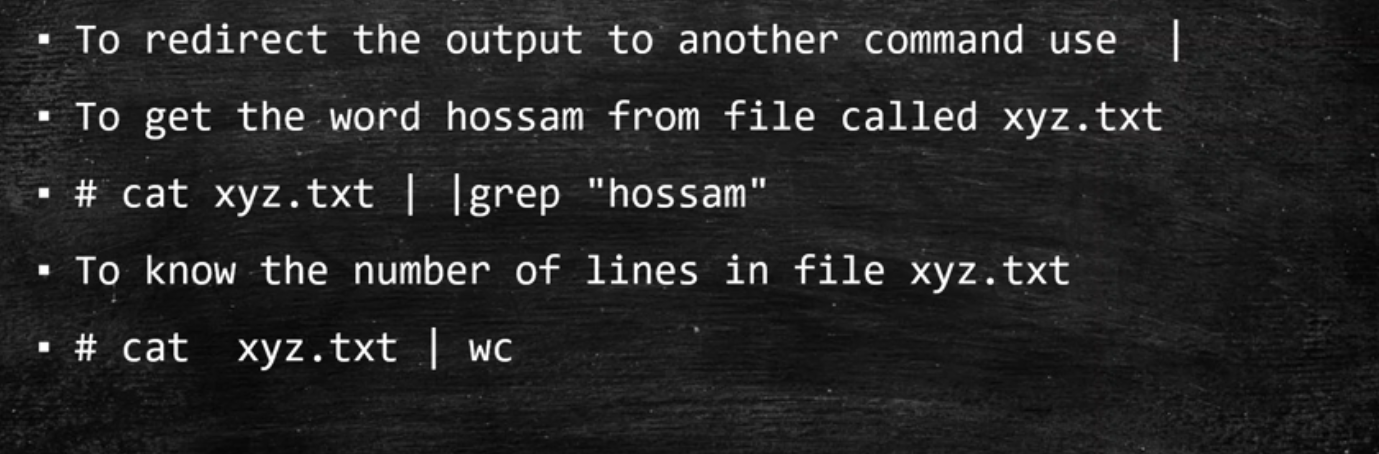 ▪ To redirect the output to another command use |
▪ To get the word hossam from file called xyz.txt
▪ # cat xyz.txt | |grep "hossam"
▪ To know the number of lines in file xyz.txt
▪ # cat xyz.txt | wc